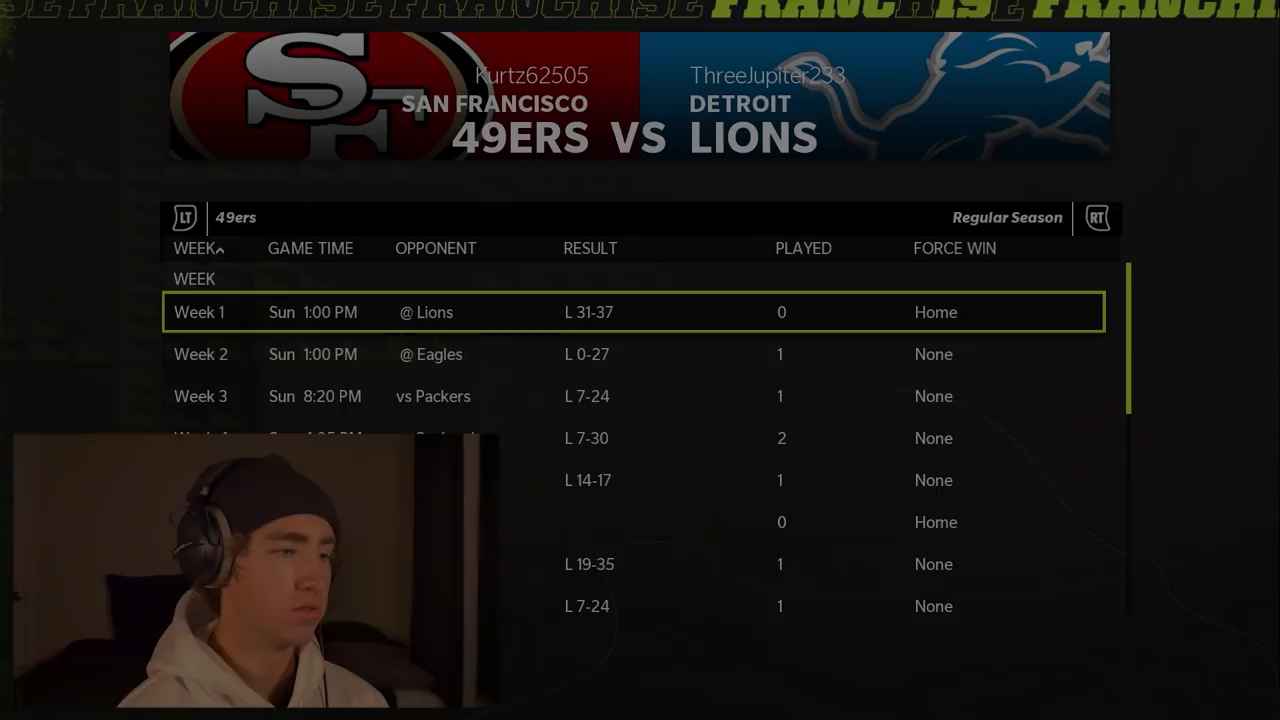 FRANCHISE FRANCHISE FRANCHISE FRANCHISE
Kurtz62505 ThreeJupiter233
SAN FRANCISCO DETROIT
49ERS VS LIONS
LT 49ers Regular Season RT
WEEK GAME TIME OPPONENT RESULT PLAYED FORCE WIN
WEEK
Week 1 Sun 1:00 PM @ Lions L 31-37 0 Home
Week 2 Sun 1:00 PM @ Eagles L 0-27 1 None
Week 3 Sun 8:20 PM vs Packers L 7-24 1 None
L 7-30 2 None
L 14-17 1 None
0 Home
L 19-35 1 None
L 7-24 1 None